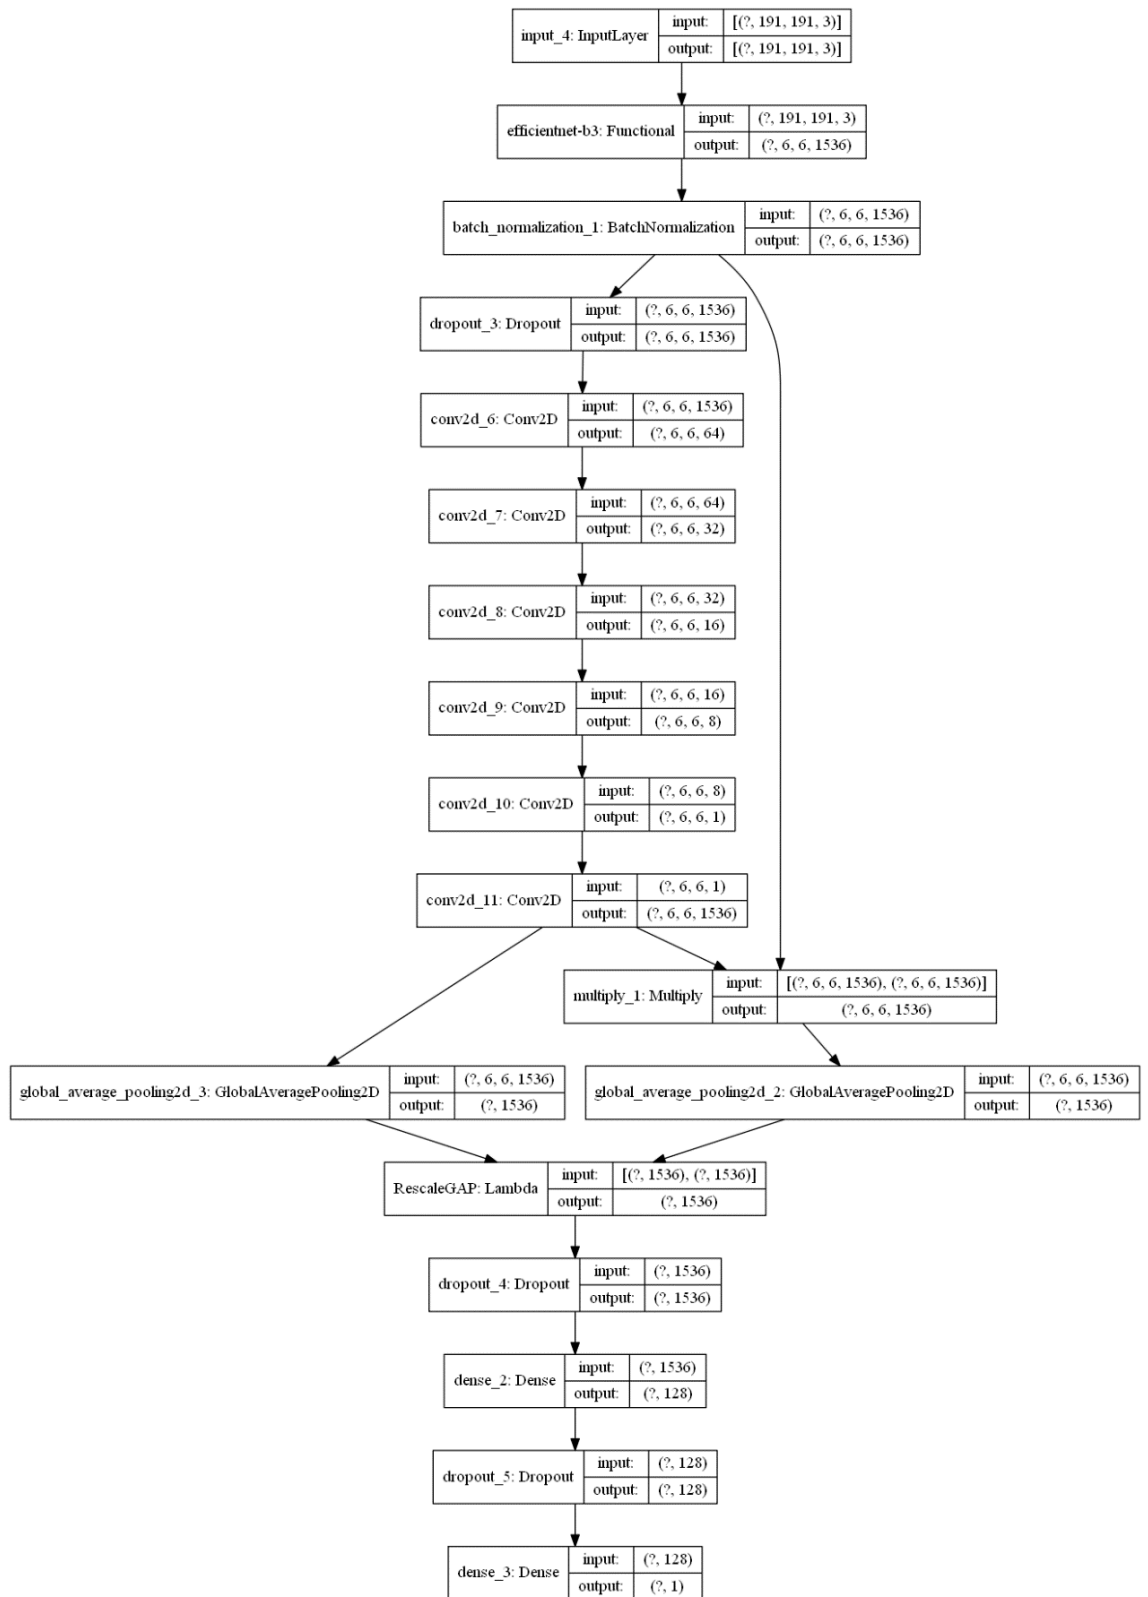 input_4: InputLayer
input: [(?, 191, 191, 3)]
output: [(?, 191, 191, 3)]
efficientnet-b3: Functional
input: (?, 191, 191, 3)
output: (?, 6, 6, 1536)
batch_normalization_1: BatchNormalization
input: (?, 6, 6, 1536)
output: (?, 6, 6, 1536)
dropout_3: Dropout
input: (?, 6, 6, 1536)
output: (?, 6, 6, 1536)
conv2d_6: Conv2D
input: (?, 6, 6, 1536)
output: (?, 6, 6, 64)
conv2d_7: Conv2D
input: (?, 6, 6, 64)
output: (?, 6, 6, 32)
conv2d_8: Conv2D
input: (?, 6, 6, 32)
output: (?, 6, 6, 16)
conv2d_9: Conv2D
input: (?, 6, 6, 16)
output: (?, 6, 6, 8)
conv2d_10: Conv2D
input: (?, 6, 6, 8)
output: (?, 6, 6, 1)
conv2d_11: Conv2D
input: (?, 6, 6, 1)
output: (?, 6, 6, 1536)
multiply_1: Multiply
input: [(?, 6, 6, 1536), (?, 6, 6, 1536)]
output: (?, 6, 6, 1536)
global_average_pooling2d_3: GlobalAveragePooling2D
input: (?, 6, 6, 1536)
output: (?, 1536)
global_average_pooling2d_2: GlobalAveragePooling2D
input: (?, 6, 6, 1536)
output: (?, 1536)
RescaleGAP: Lambda
input: [(?, 1536), (?, 1536)]
output: (?, 1536)
dropout_4: Dropout
input: (?, 1536)
output: (?, 1536)
dense_2: Dense
input: (?, 1536)
output: (?, 128)
dropout_5: Dropout
input: (?, 128)
output: (?, 128)
dense_3: Dense
input: (?, 128)
output: (?, 1)